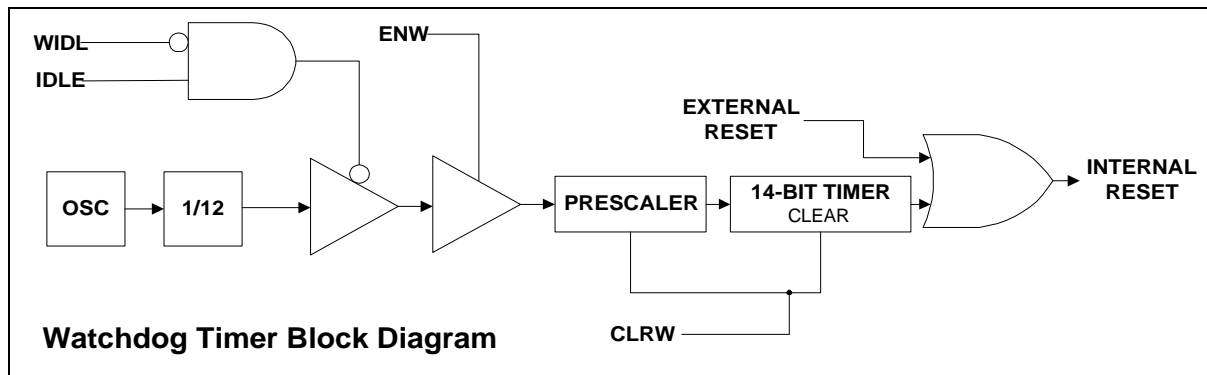 WIDL
IDLE
ENW
EXTERNAL
RESET
INTERNAL
RESET
OSC
1/12
PRESCALER
14-BIT TIMER
CLEAR
CLRW
Watchdog Timer Block Diagram